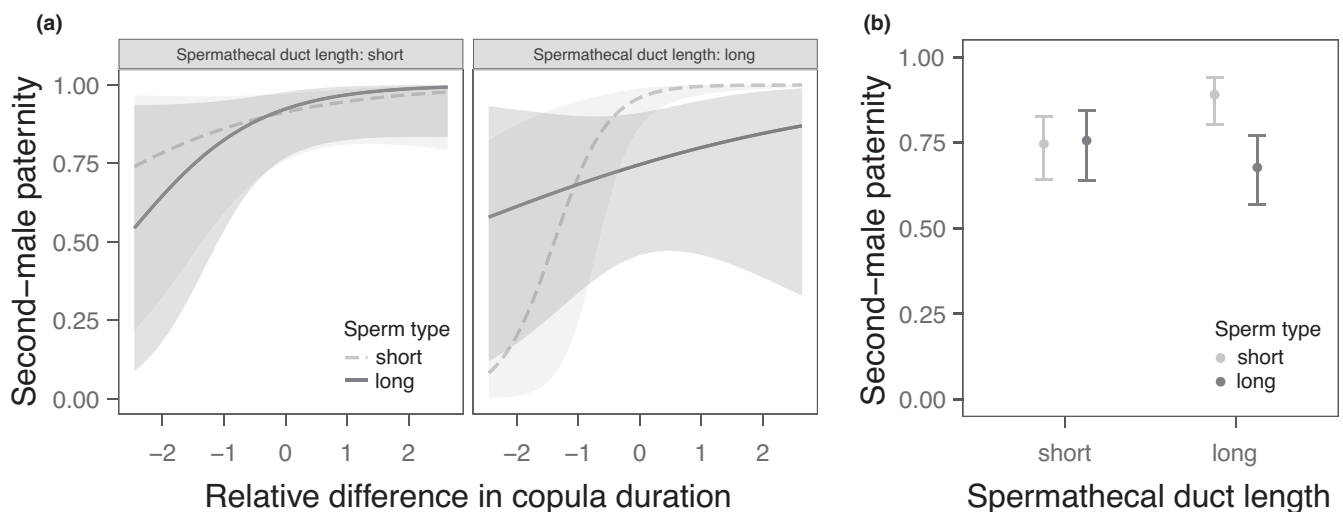 (a)
Spermathecal duct length: short
Spermathecal duct length: long
Second−male paternity
1.00
0.75
0.50
0.25
0.00
Sperm type
short
long
−2
−1
0
1
2
−2
−1
0
1
2
Relative difference in copula duration
(b)
Second−male paternity
1.00
0.75
0.50
0.25
0.00
Sperm type
short
long
short
long
Spermathecal duct length